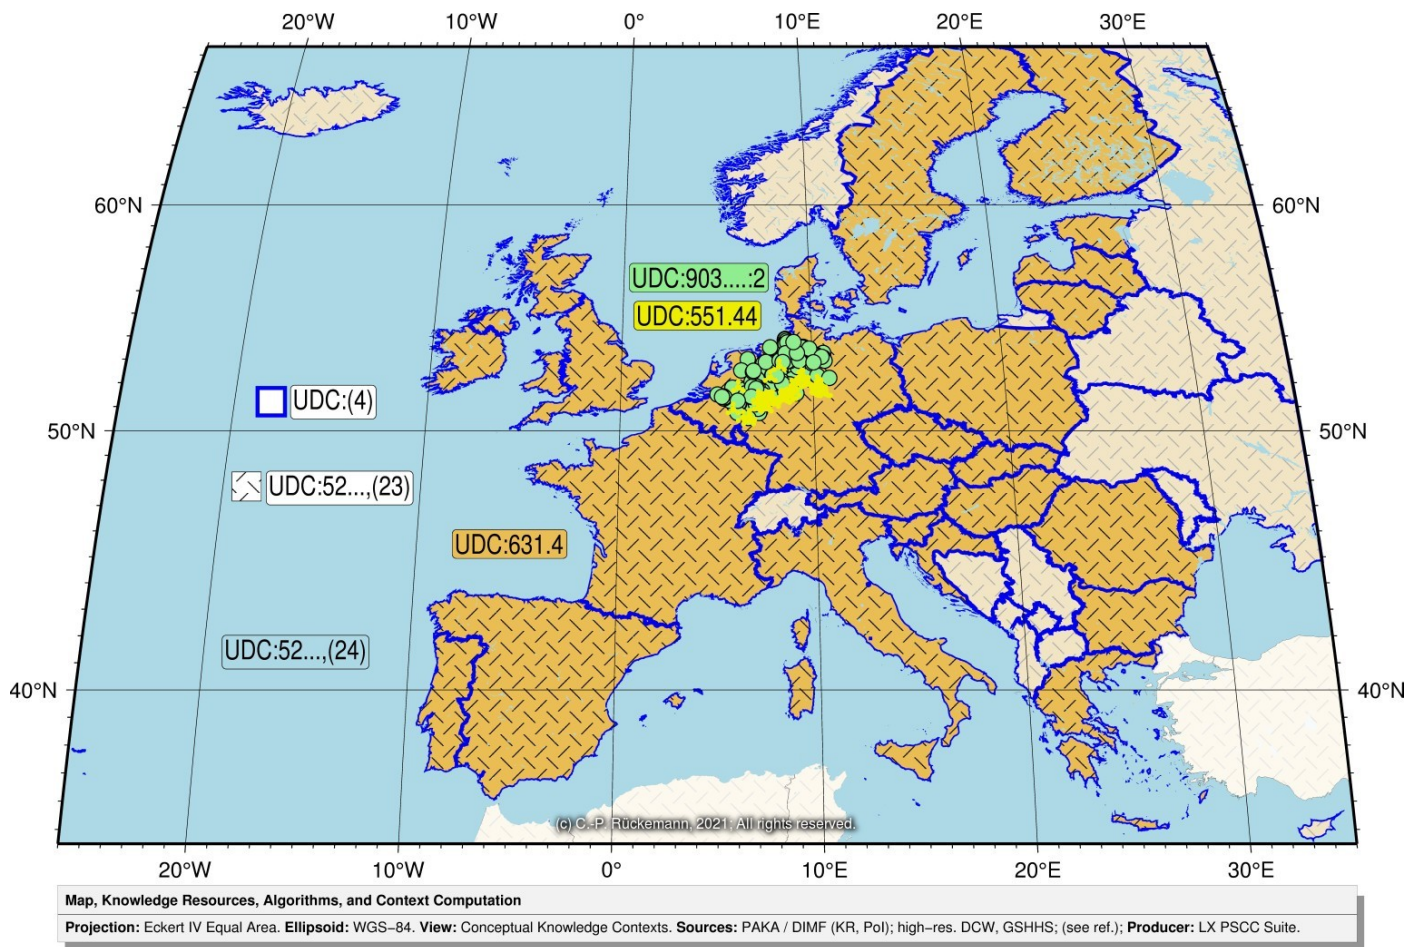 20°W 10°W 0° 10°E 20°E 30°E
60°N 60°N
UDC:903....:2
UDC:551.44
UDC:(4)
50°N 50°N
UDC:52...,(23)
UDC:631.4
UDC:52...,(24)
40°N 40°N
(c) C.-P. Rückemann, 2021, All rights reserved.
20°W 10°W 0° 10°E 20°E 30°E
Map, Knowledge Resources, Algorithms, and Context Computation
Projection: Eckert IV Equal Area. Ellipsoid: WGS−84. View: Conceptual Knowledge Contexts. Sources: PAKA / DIMF (KR, PoI); high−res. DCW, GSHHS; (see ref.); Producer: LX PSCC Suite.